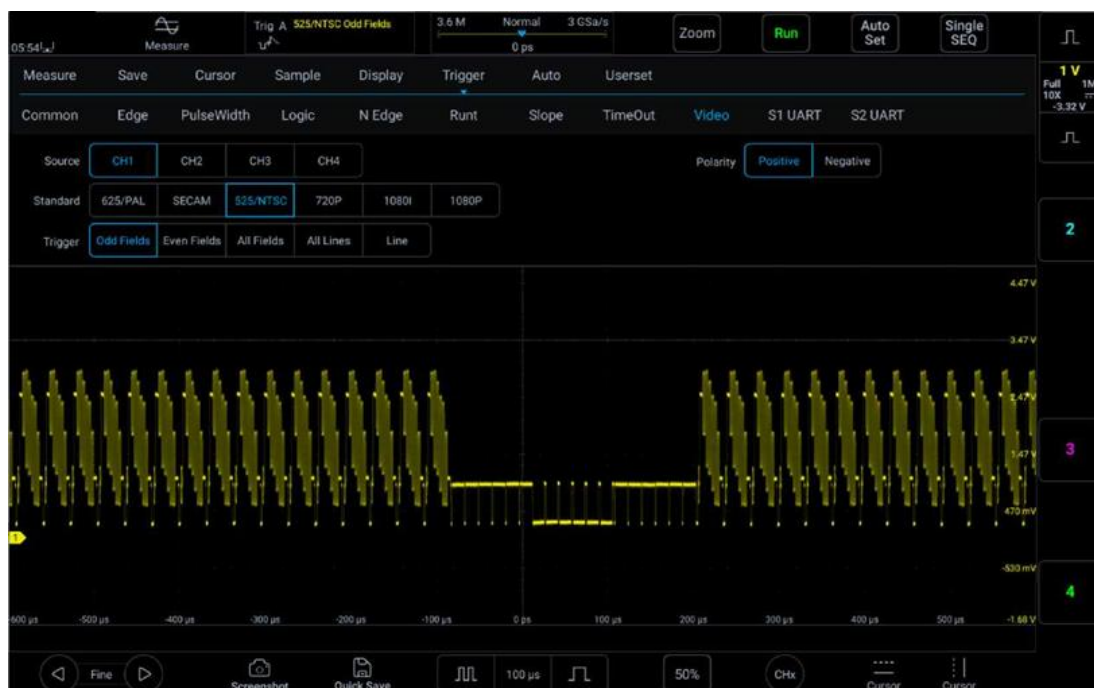 Trig A 525/NTSC Odd Fields
3.6 M Normal 3 GSa/s
05:54
Measure
0 ps
Zoom
Run
Auto Set
Single SEQ
Measure Save Cursor Sample Display Trigger Auto Userset
1 V
Full 1M
10X
-3.32 V
Common Edge PulseWidth Logic N Edge Runt Slope TimeOut Video S1 UART S2 UART
Source CH1 CH2 CH3 CH4 Polarity Positive Negative
Standard 625/PAL SECAM 525/NTSC 720P 1080I 1080P
Trigger Odd Fields Even Fields All Fields All Lines Line
2
4.47 V
3.47 V
2.47 V
1.47 V
3
470 mV
1
-530 mV
4
-600 µs -500 µs -400 µs -300 µs -200 µs -100 µs 0 ps 100 µs 200 µs 300 µs 400 µs 500 µs -1.68 V
Fine 100 µs 50% CHx
Screenshot Quick Save Cursor Cursor